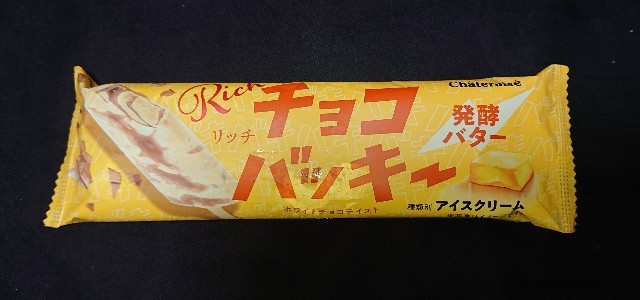 Chateraisé
Rich
リッチ
チョコ
バッキー
発酵
バター
ホワイトチョコテイスト
種類別 アイスクリーム